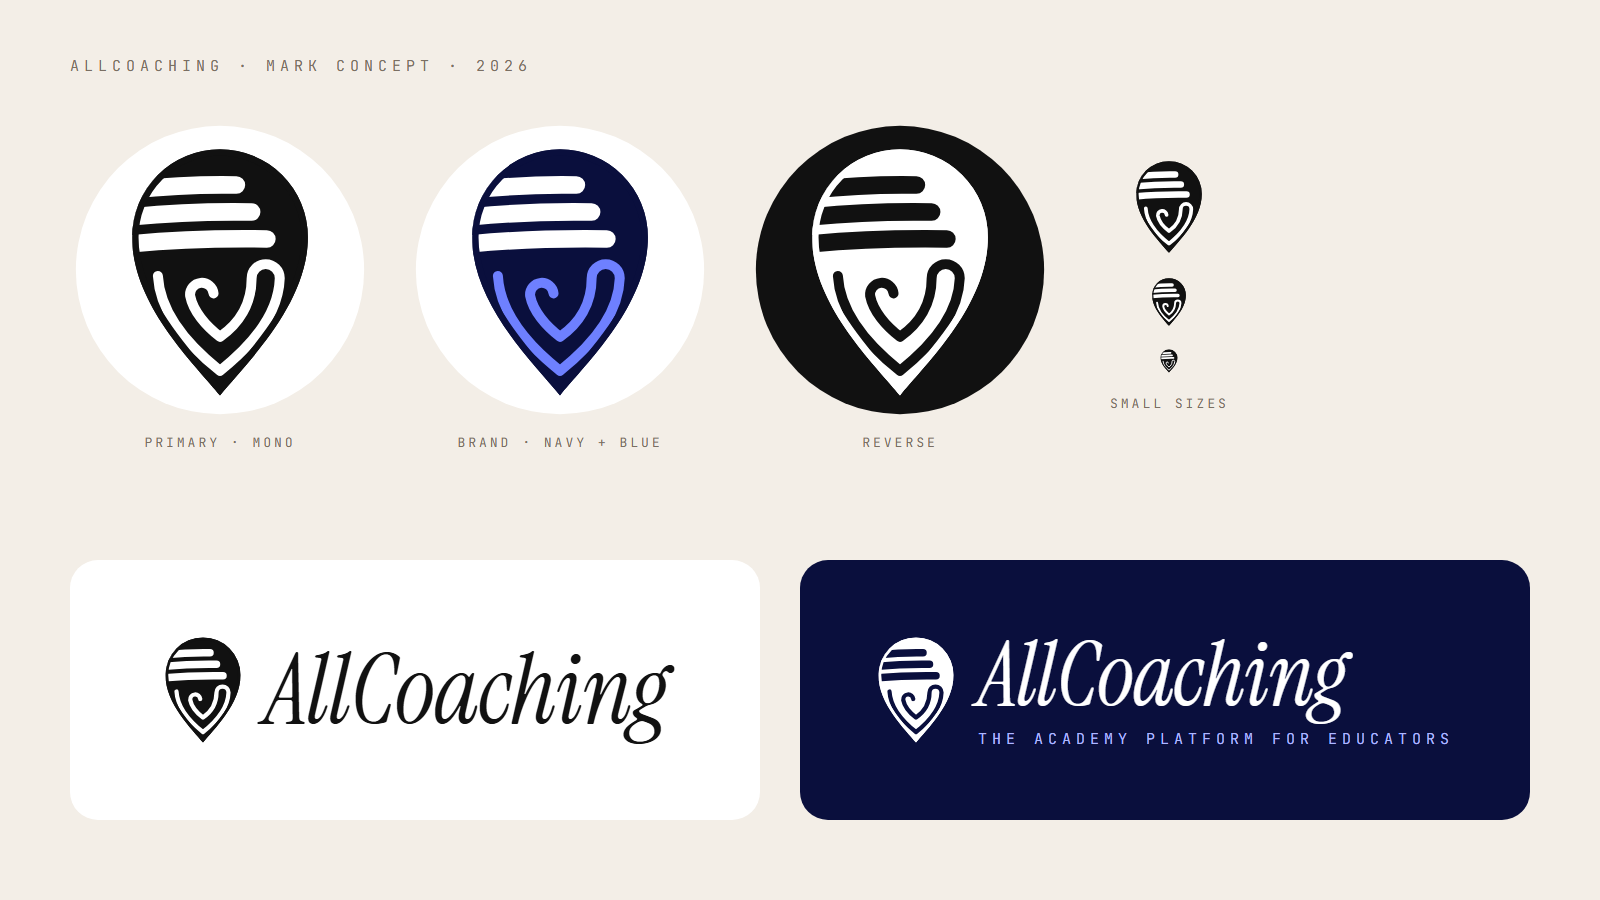 ALLCOACHING · MARK CONCEPT · 2026
SMALL SIZES
PRIMARY · MONO
BRAND · NAVY + BLUE
REVERSE
AllCoaching
AllCoaching
THE ACADEMY PLATFORM FOR EDUCATORS